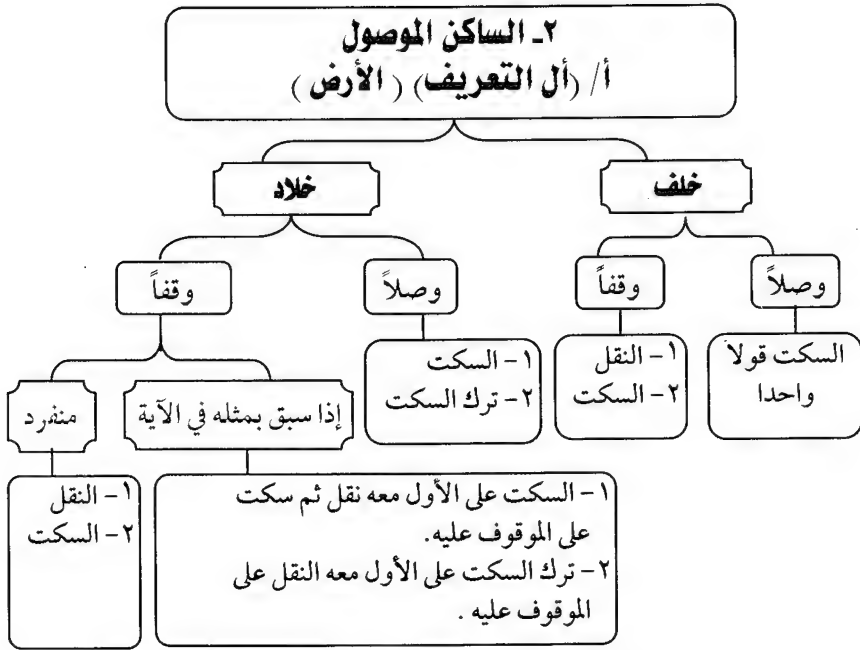 ٢ـ الساكن الموصول
أ/ (أل التعريف) (الأرض)
خلف
خلاد
وصلاً
وقفاً
وصلاً
وقفاً
السكت قولا
واحدا
١- النقل
٢- السكت
١- السكت
٢- ترك السكت
إذا سبق بمثله في الآية
منفرد
١- السكت على الأول معه نقل ثم سكت
على الموقوف عليه.
٢- ترك السكت على الأول معه النقل على
الموقوف عليه .
١- النقل
٢- السكت